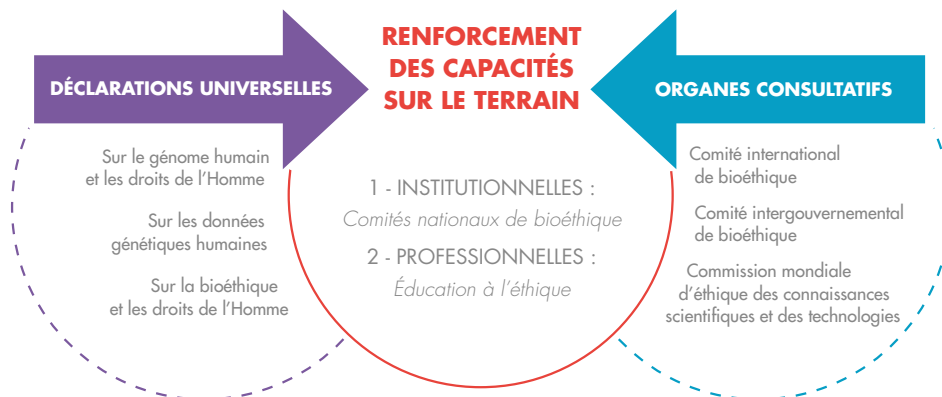 DÉCLARATIONS UNIVERSELLES
Sur le génome humain
et les droits de l’Homme
Sur les données
génétiques humaines
Sur la bioéthique
et les droits de l’Homme
RENFORCEMENT
DES CAPACITÉS
SUR LE TERRAIN
1 - INSTITUTIONNELLES :
Comités nationaux de bioéthique
2 - PROFESSIONNELLES :
Éducation à l’éthique
ORGANES CONSULTATIFS
Comité international
de bioéthique
Comité intergouvernemental
de bioéthique
Commission mondiale
d’éthique des connaissances
scientifiques et des technologies